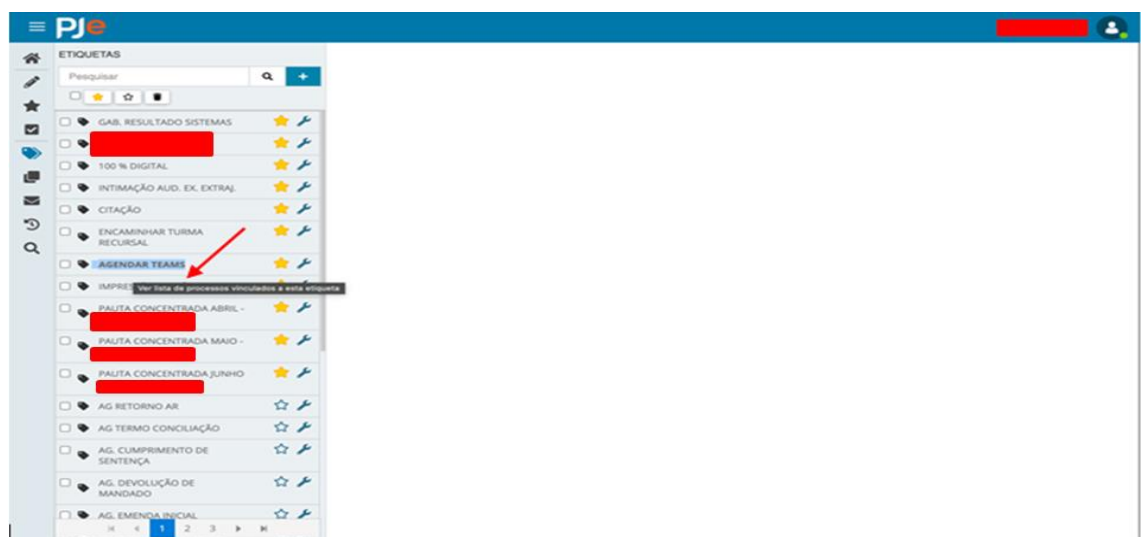 PJe
ETIQUETAS
Pesquisar
GAB. RESULTADO SISTEMAS
100 % DIGITAL
INTIMAÇÃO AUD. EX. EXTRAJ.
CITAÇÃO
ENCAMINHAR TURMA
RECURSAL
AGENDAR TEAMS
IMPRES
Ver lista de processos vinculados a esta etiqueta
PAUTA CONCENTRADA ABRIL -
PAUTA CONCENTRADA MAIO -
PAUTA CONCENTRADA JUNHO
AG RETORNO AR
AG TERMO CONCILIAÇÃO
AG. CUMPRIMENTO DE
SENTENÇA
AG. DEVOLUÇÃO DE
MANDADO
AG. EMENDA INICIAL
1 2 3